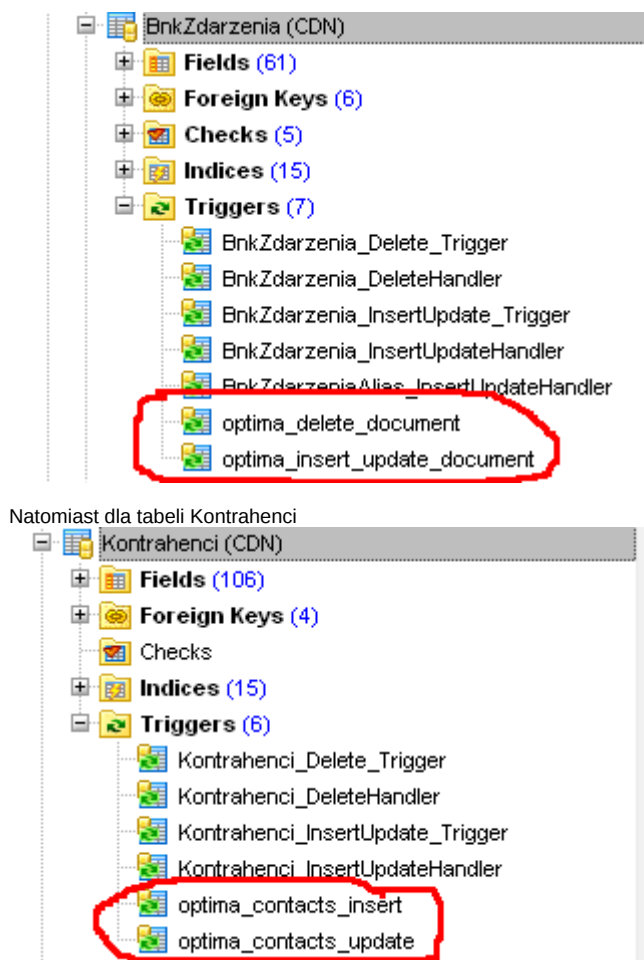 BnkZdarzenia (CDN)
Fields (61)
Foreign Keys (6)
Checks (5)
Indices (15)
Triggers (7)
BnkZdarzenia_Delete_Trigger
BnkZdarzenia_DeleteHandler
BnkZdarzenia_InsertUpdate_Trigger
BnkZdarzenia_InsertUpdateHandler
BnkZdarzeniaAlias_InsertUpdateHandler
optima_delete_document
optima_insert_update_document
Natomiast dla tabeli Kontrahenci
Kontrahenci (CDN)
Fields (106)
Foreign Keys (4)
Checks
Indices (15)
Triggers (6)
Kontrahenci_Delete_Trigger
Kontrahenci_DeleteHandler
Kontrahenci_InsertUpdate_Trigger
Kontrahenci_InsertUpdateHandler
optima_contacts_insert
optima_contacts_update